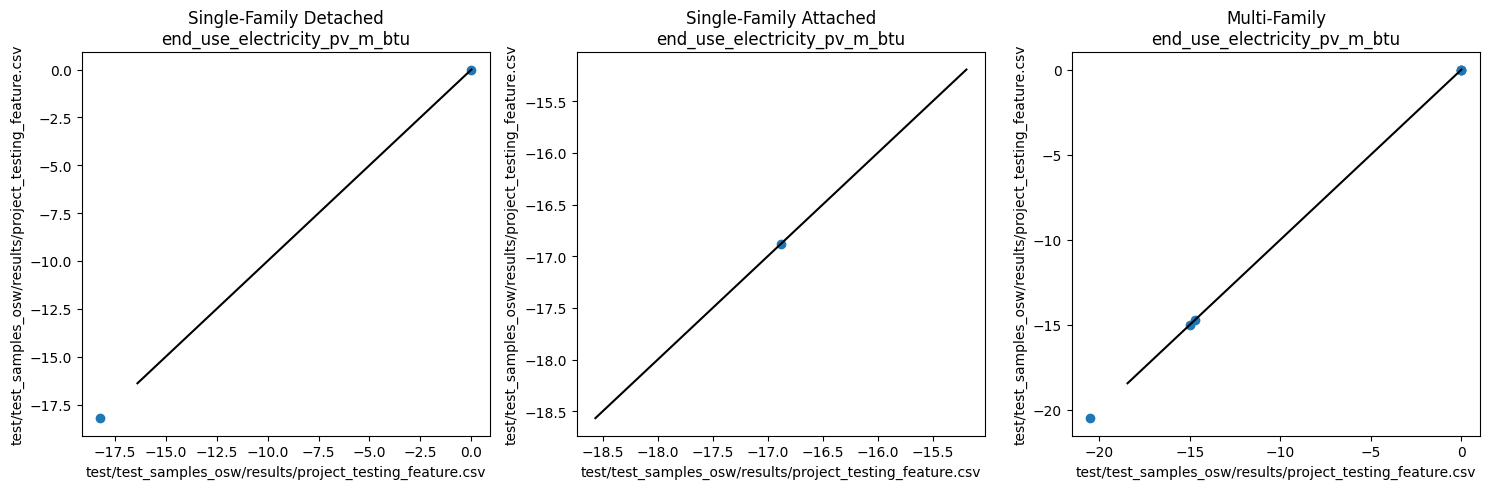 Single-Family Detached
end_use_electricity_pv_m_btu
test/test_samples_osw/results/project_testing_feature.csv
0.0
−2.5
−5.0
−7.5
−10.0
−12.5
−15.0
−17.5
−17.5 −15.0 −12.5 −10.0 −7.5 −5.0 −2.5 0.0
test/test_samples_osw/results/project_testing_feature.csv
Single-Family Attached
end_use_electricity_pv_m_btu
test/test_samples_osw/results/project_testing_feature.csv
−15.5
−16.0
−16.5
−17.0
−17.5
−18.0
−18.5
−18.5 −18.0 −17.5 −17.0 −16.5 −16.0 −15.5
test/test_samples_osw/results/project_testing_feature.csv
Multi-Family
end_use_electricity_pv_m_btu
test/test_samples_osw/results/project_testing_feature.csv
0
−5
−10
−15
−20
−20 −15 −10 −5 0
test/test_samples_osw/results/project_testing_feature.csv